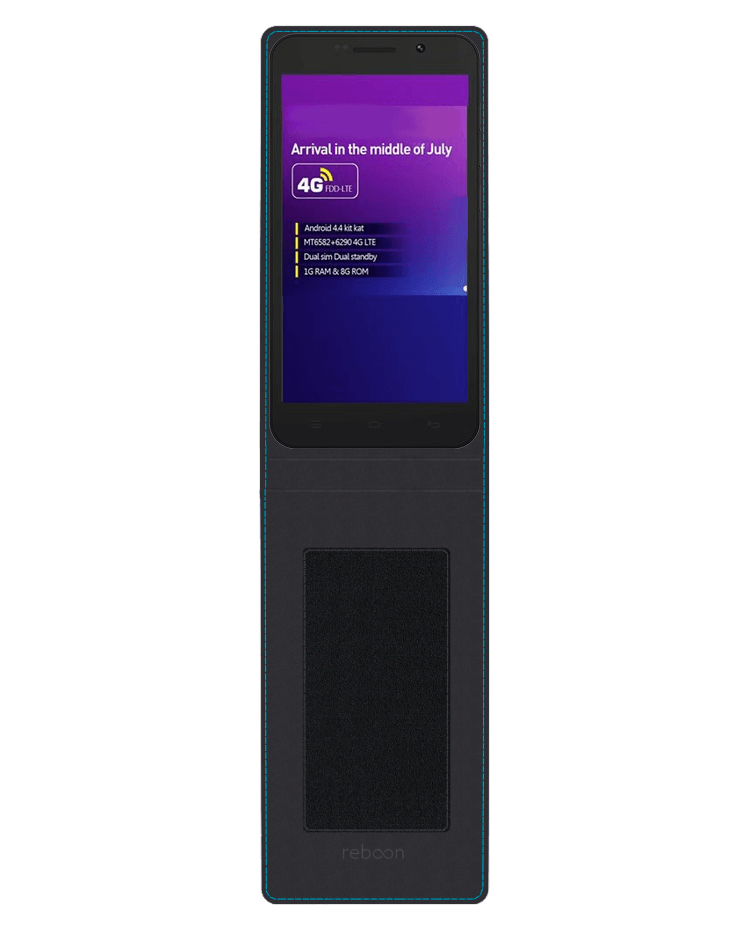 Arrival in the middle of July
4G FDD-LTE
Android 4.4 kit kat
MT6582+6290 4G LTE
Dual sim Dual standby
1G RAM & 8G ROM
reboon